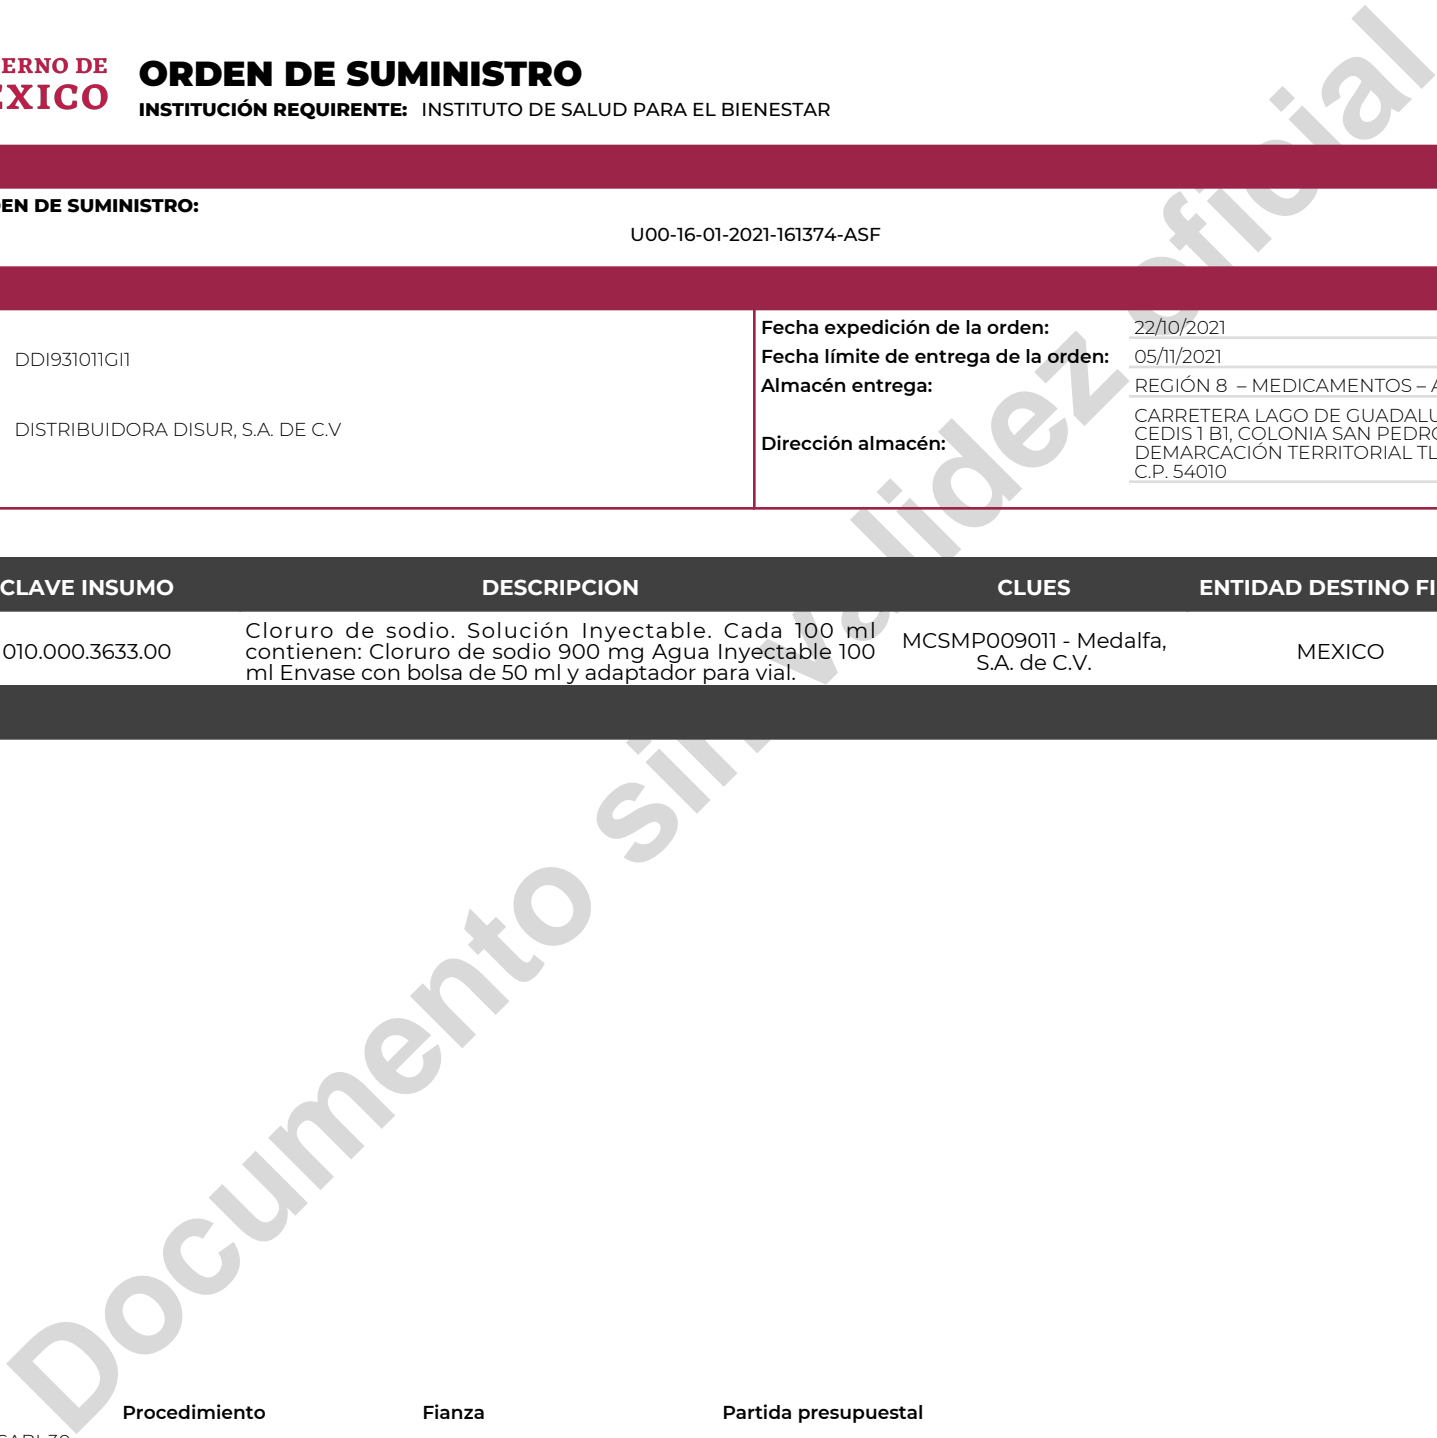 ERNO DE
ORDEN DE SUMINISTRO
EXICO
INSTITUCIÓN REQUIRENTE: INSTITUTO DE SALUD PARA EL BIENESTAR
EN DE SUMINISTRO:
U00-16-01-2021-161374-ASF
DDI931011GI1
DISTRIBUIDORA DISUR, S.A. DE C.V
Fecha expedición de la orden: 22/10/2021
Fecha límite de entrega de la orden: 05/11/2021
Almacén entrega: REGIÓN 8 – MEDICAMENTOS – A
Dirección almacén:
CARRETERA LAGO DE GUADALU
CEDIS 1 B1, COLONIA SAN PEDRO
DEMARCACIÓN TERRITORIAL TL
C.P. 54010
CLAVE INSUMO DESCRIPCION CLUES ENTIDAD DESTINO FI
010.000.3633.00
Cloruro de sodio. Solución Inyectable. Cada 100 ml
contienen: Cloruro de sodio 900 mg Agua Inyectable 100
ml Envase con bolsa de 50 ml y adaptador para vial.
MCSMP009011 - Medalfa,
S.A. de C.V.
MEXICO
Documento sin validez oficial
Procedimiento Fianza Partida presupuestal